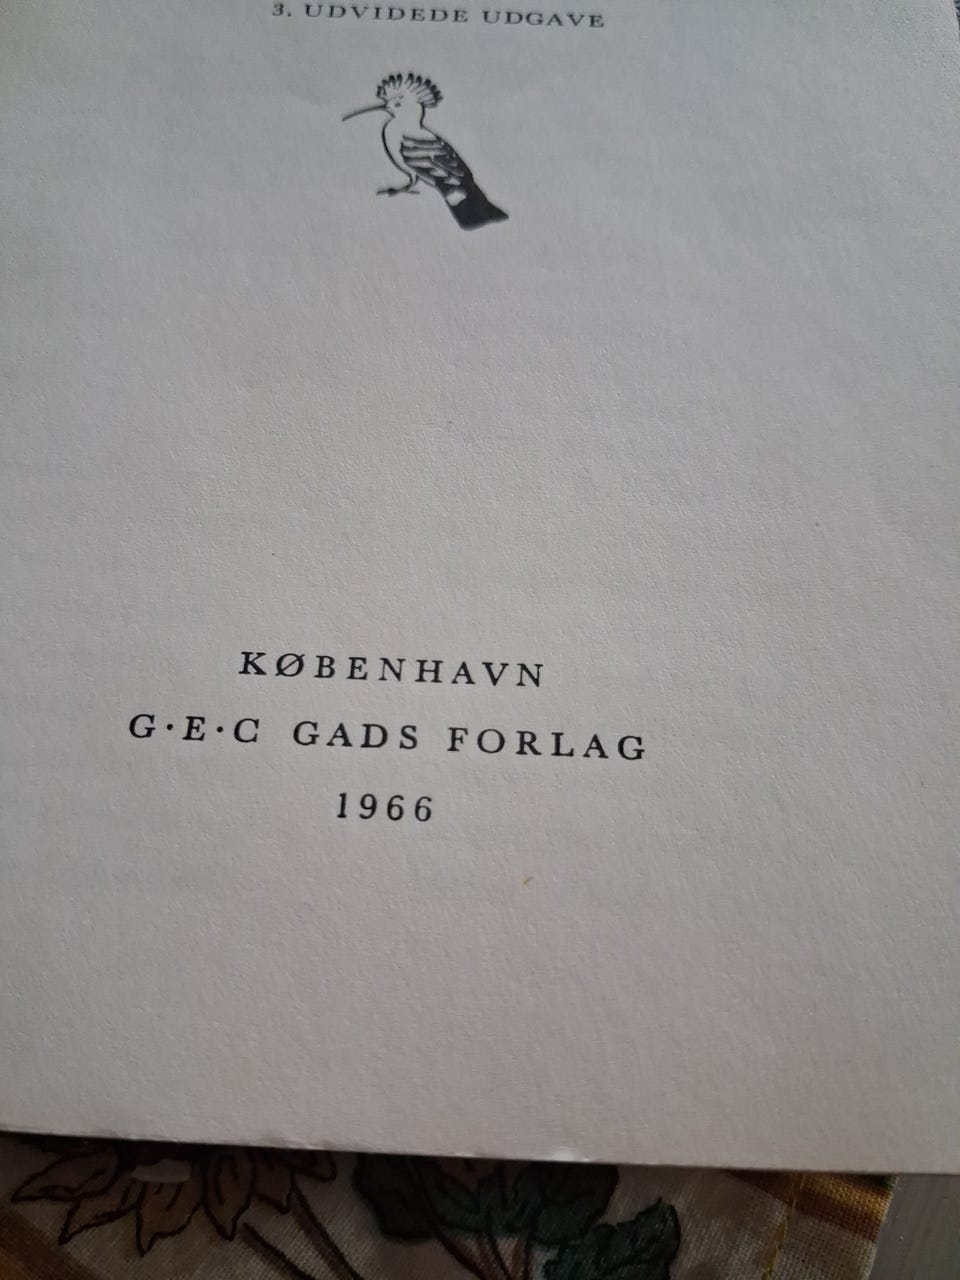 3. UDVIDEDE UDGAVE
KØBENHAVN
G·E·C GADS FORLAG
1966